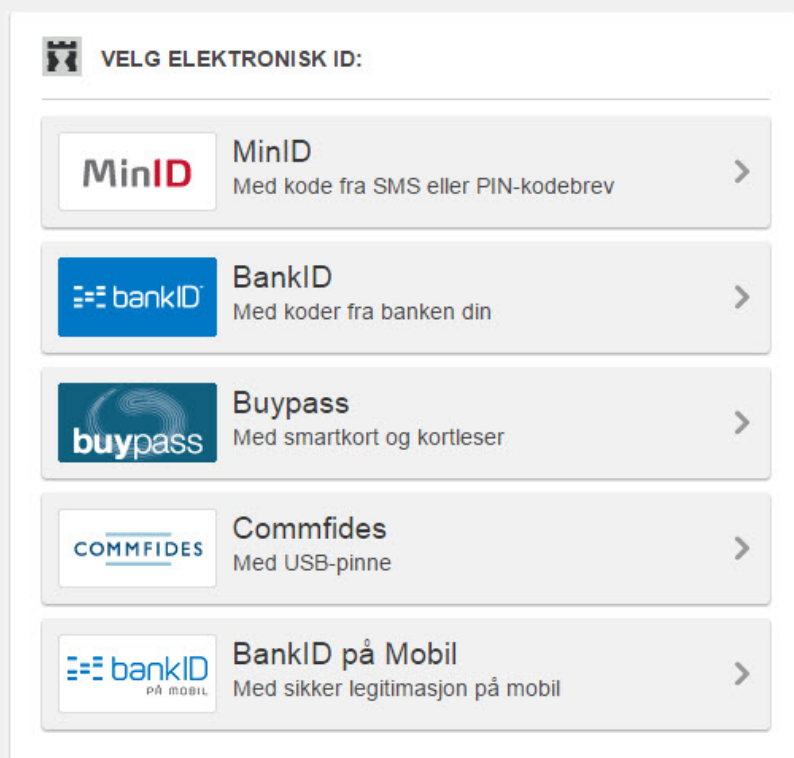 VELG ELEKTRONISK ID:
MinID
MinID
Med kode fra SMS eller PIN-kodebrev
bankID
BankID
Med koder fra banken din
buypass
Buypass
Med smartkort og kortleser
COMMFIDES
Commfides
Med USB-pinne
bankID
PÅ MOBIL
BankID på Mobil
Med sikker legitimasjon på mobil